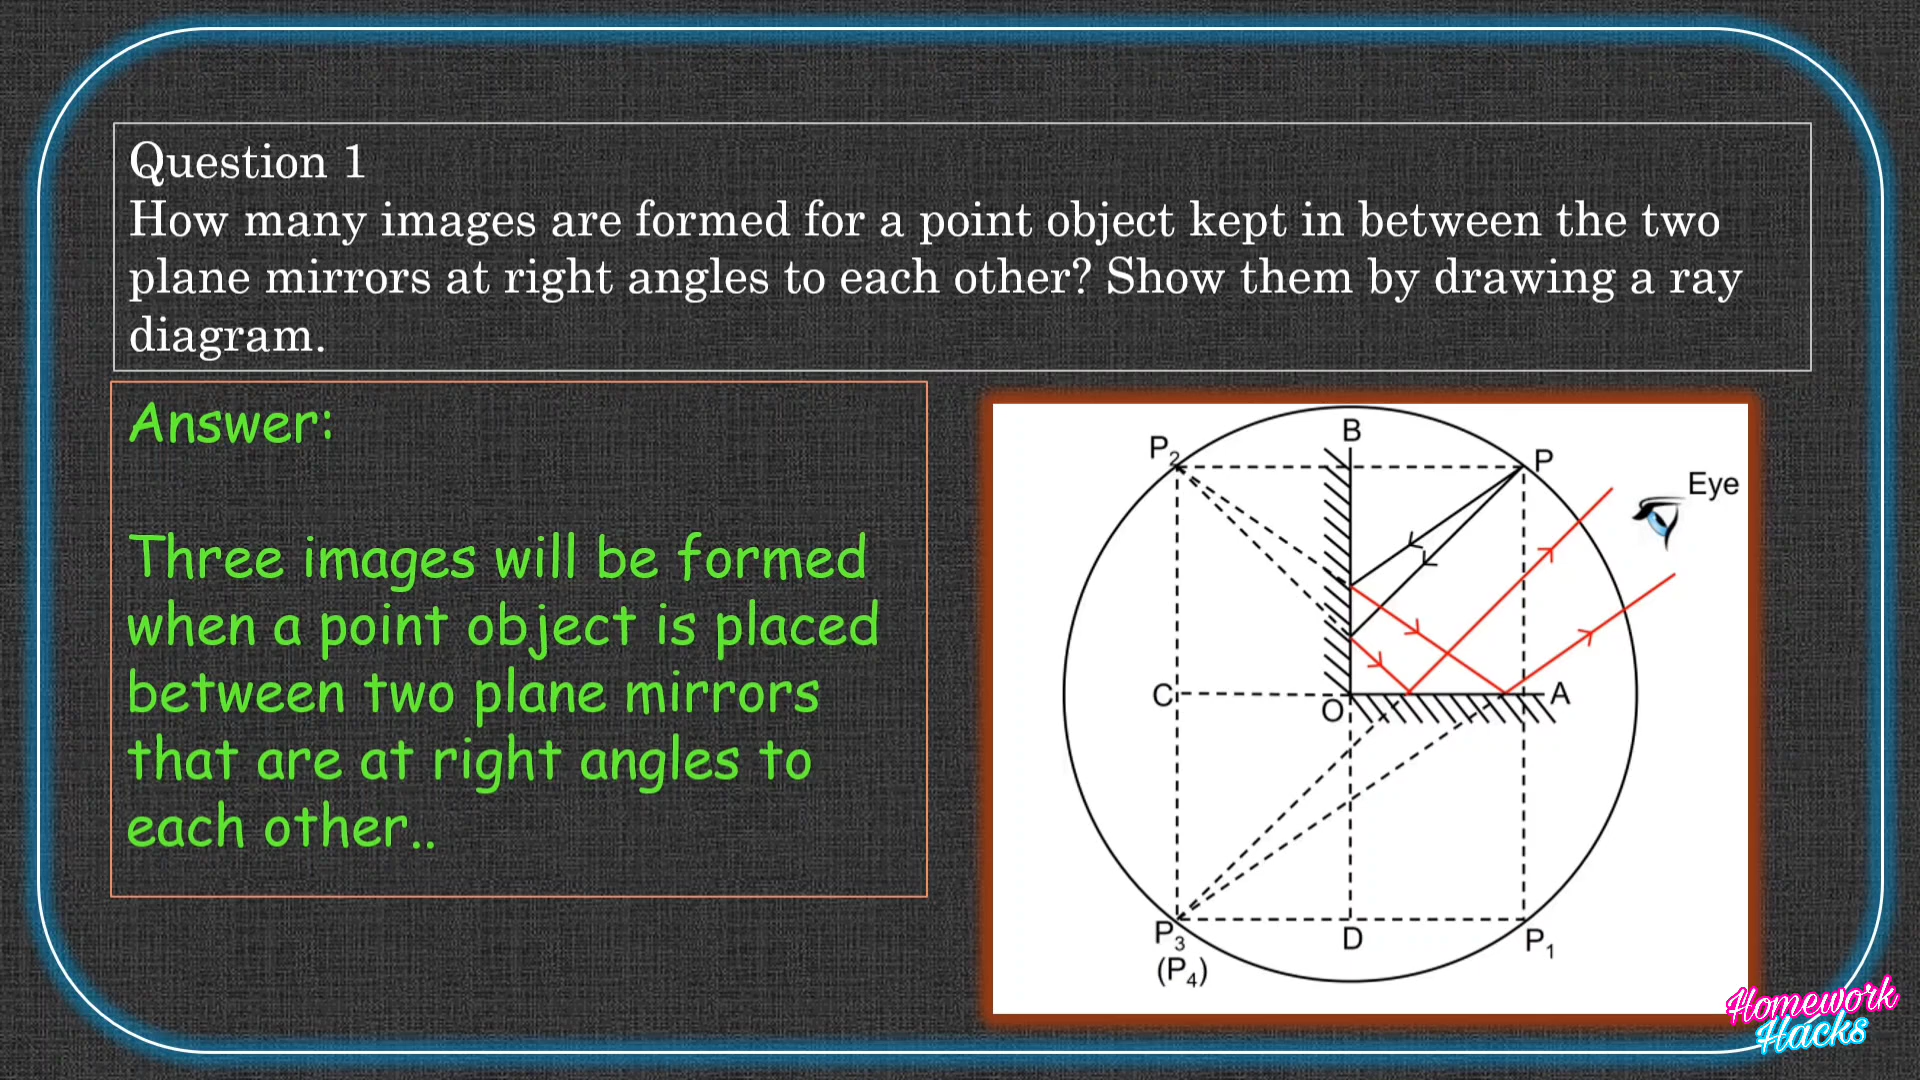 Question 1
How many images are formed for a point object kept in between the two
plane mirrors at right angles to each other? Show them by drawing a ray
diagram.
Answer:
Three images will be formed
when a point object is placed
between two plane mirrors
that are at right angles to
each other..
B
P₂
P
Eye
C
O
A
P₃
D
P₁
(P₄)
Homework
Hacks